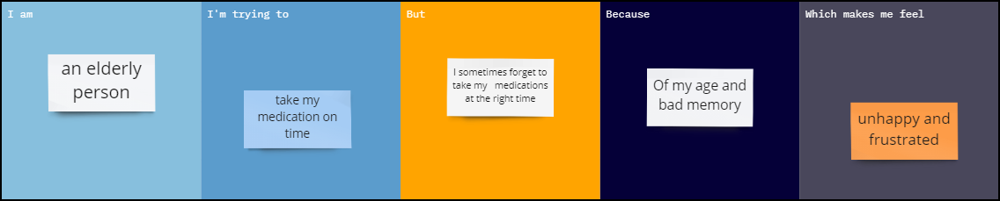 I am
an elderly
person
I'm trying to
take my
medication on
time
But
I sometimes forget to
take my medications
at the right time
Because
Of my age and
bad memory
Which makes me feel
unhappy and
frustrated